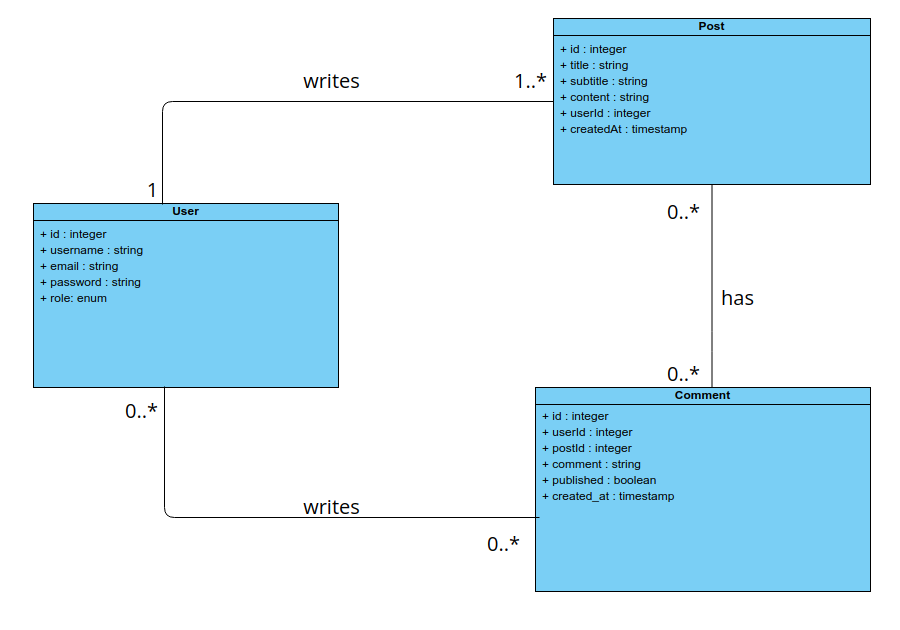 Post
+ id : integer
+ title : string
+ subtitle : string
+ content : string
+ userId : integer
+ createdAt : timestamp
writes
1..*
1
User
+ id : integer
+ username : string
+ email : string
+ password : string
+ role: enum
0..*
has
0..*
Comment
+ id : integer
+ userId : integer
+ postId : integer
+ comment : string
+ published : boolean
+ created_at : timestamp
0..*
writes
0..*